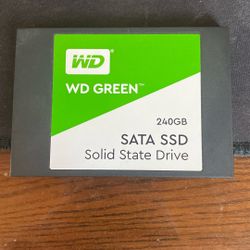 WD
WD GREEN™
240GB
SATA SSD
Solid State Drive